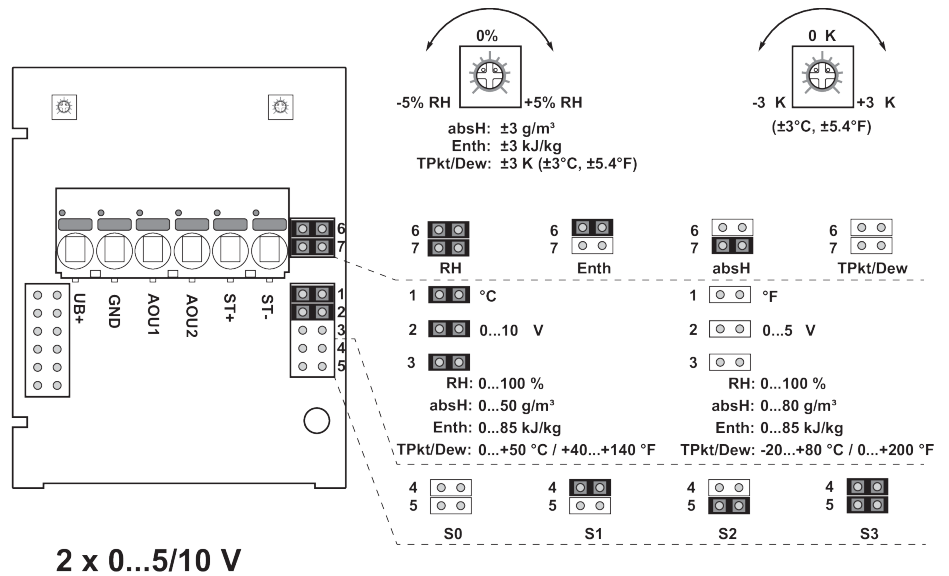 0% 0 K
-5% RH +5% RH -3 K +3 K
absH: ±3 g/m³ (±3°C, ±5.4°F)
Enth: ±3 kJ/kg
TPkt/Dew: ±3 K (±3°C, ±5.4°F)
6 6 6 6 6
7 7 7 7 7
RH Enth absH TPkt/Dew
UB+ GND AOU1 AOU2 ST+ ST-
1 1 °C 1 °F
2 2 0...10 V 2 0...5 V
3 3 3
4
5
RH: 0...100 % RH: 0...100 %
absH: 0...50 g/m³ absH: 0...80 g/m³
Enth: 0...85 kJ/kg Enth: 0...85 kJ/kg
TPkt/Dew: 0...+50 °C / +40...+140 °F TPkt/Dew: -20...+80 °C / 0...+200 °F
4 4 4 4
5 5 5 5
S0 S1 S2 S3
2 x 0...5/10 V